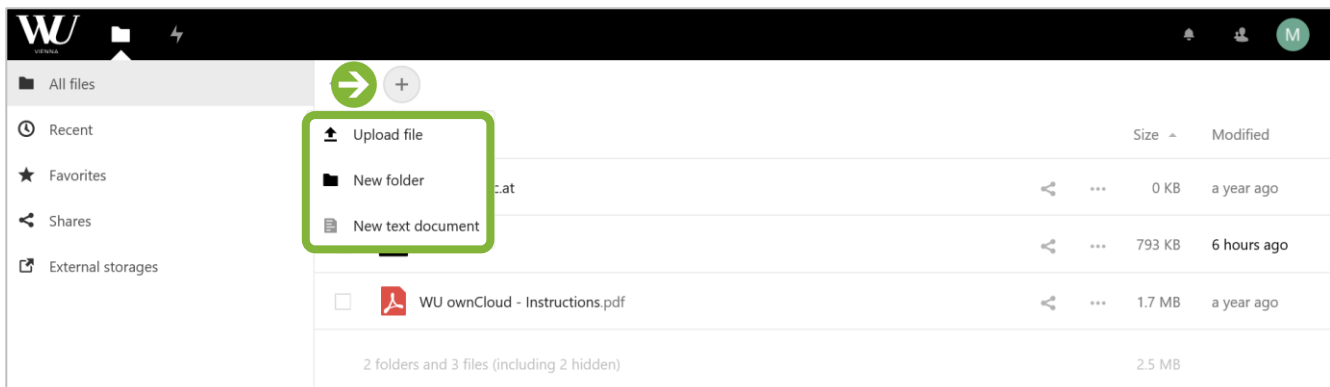 WU
VIENNA
M
All files
Recent
Favorites
Shares
External storages
+
Upload file
New folder
New text document
Size Modified
c.at 0 KB a year ago
793 KB 6 hours ago
WU ownCloud - Instructions.pdf 1.7 MB a year ago
2 folders and 3 files (including 2 hidden) 2.5 MB